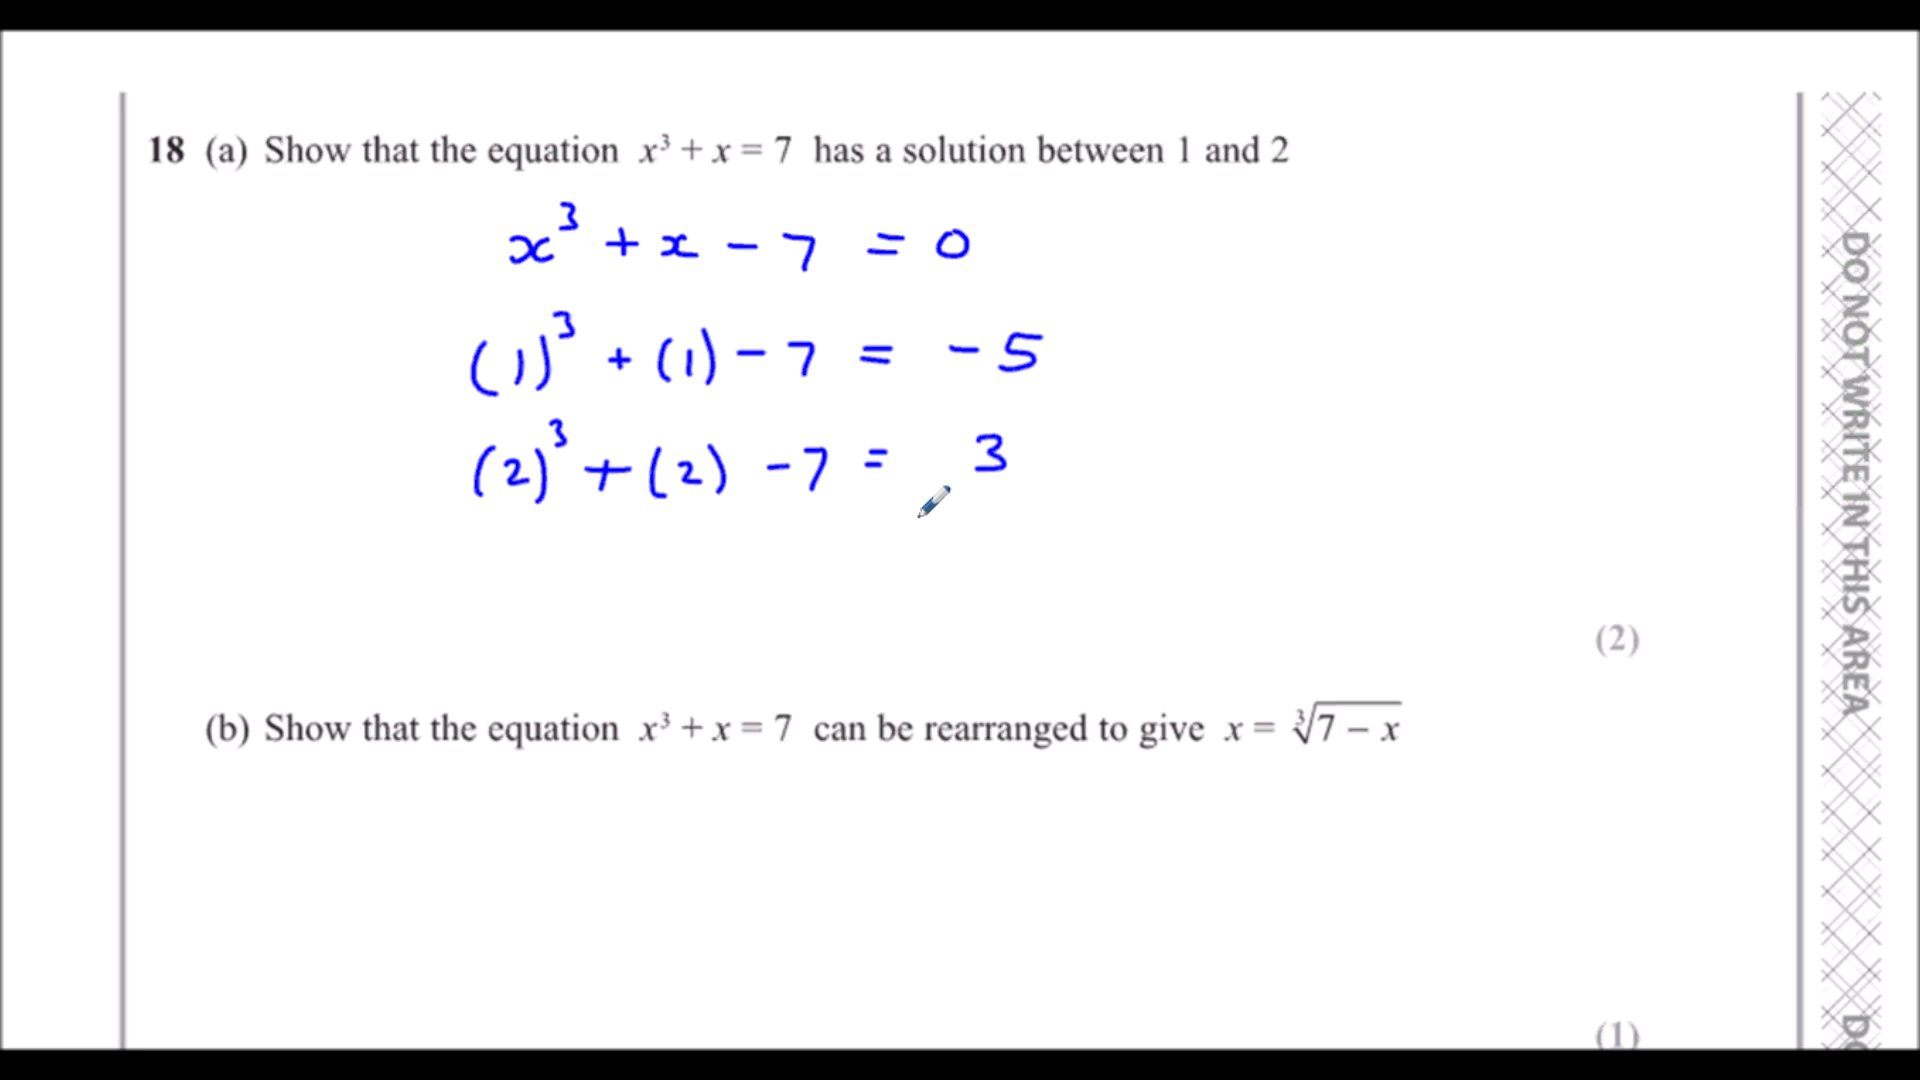 18 (a) Show that the equation x³ + x = 7 has a solution between 1 and 2
x³ + x - 7 = 0
(1)³ + (1) - 7 = -5
(2)³ + (2) - 7 = 3
(2)
(b) Show that the equation x³ + x = 7 can be rearranged to give x = ∛(7 − x)
(1)
DO NOT WRITE IN THIS AREA
DO